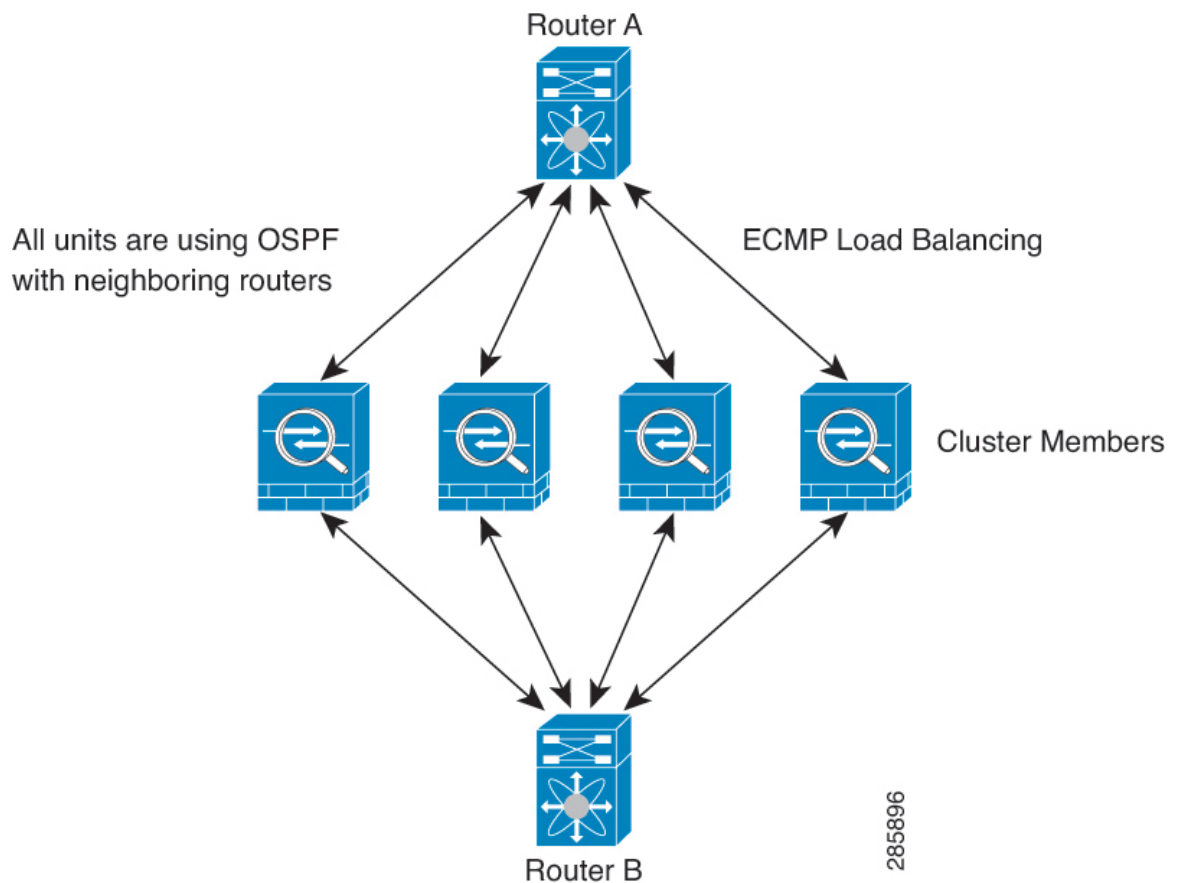 Router A
All units are using OSPF
with neighboring routers
ECMP Load Balancing
Cluster Members
Router B
285896